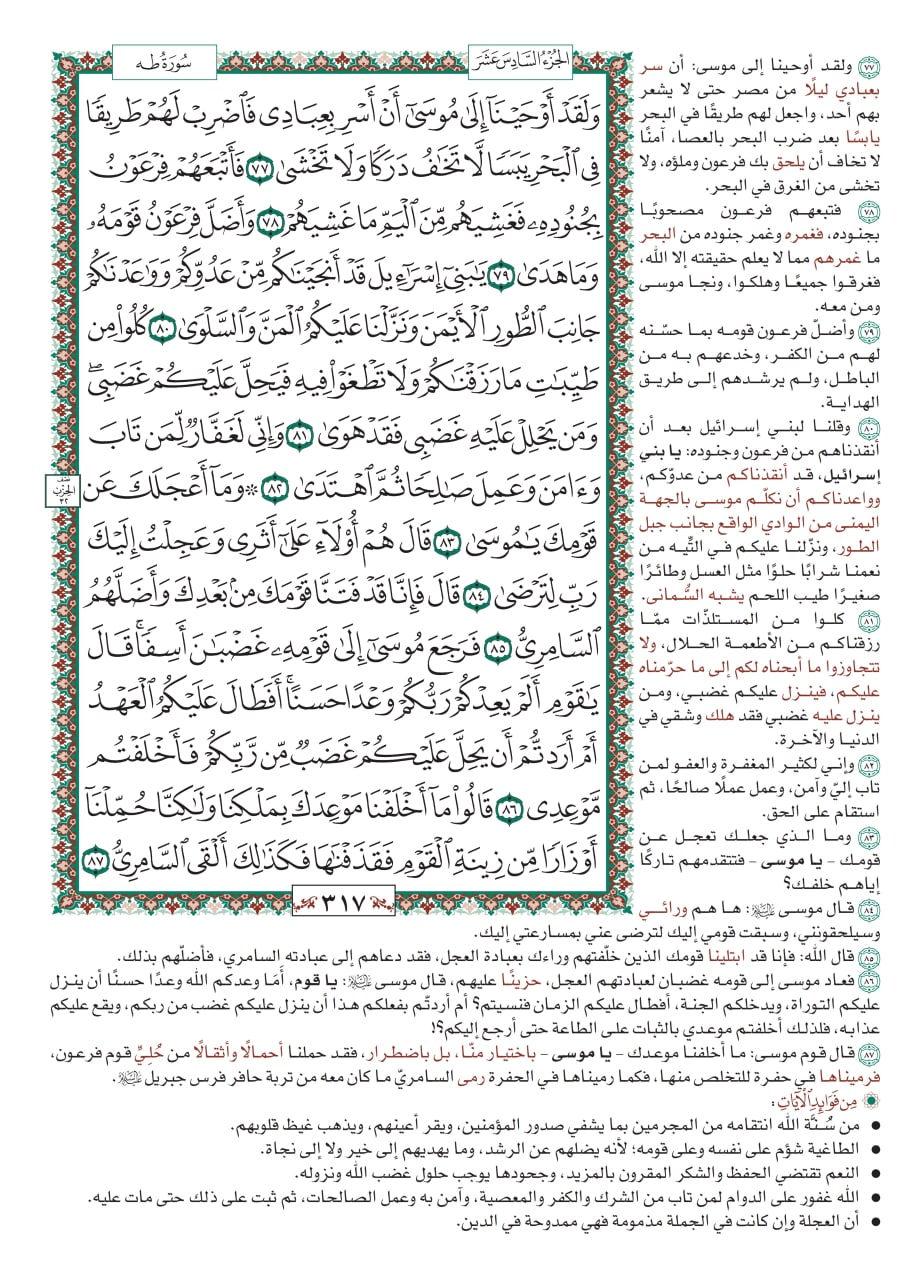 سُورَةُ طه
الجُزْءُ السَّادِسَ عَشَرَ
وَلَقَدْ أَوْحَيْنَآ إِلَىٰ مُوسَىٰٓ أَنْ أَسْرِ بِعِبَادِى فَٱضْرِبْ لَهُمْ طَرِيقًا
فِى ٱلْبَحْرِ يَبَسًا لَّا تَخَٰفُ دَرَكًا وَلَا تَخْشَىٰ ٧٧ فَأَتْبَعَهُمْ فِرْعَوْنُ
بِجُنُودِهِۦ فَغَشِيَهُم مِّنَ ٱلْيَمِّ مَا غَشِيَهُمْ ٧٨ وَأَضَلَّ فِرْعَوْنُ قَوْمَهُۥ
وَمَا هَدَىٰ ٧٩ يَٰبَنِىٓ إِسْرَٰٓءِيلَ قَدْ أَنجَيْنَٰكُم مِّنْ عَدُوِّكُمْ وَوَٰعَدْنَٰكُمْ
جَانِبَ ٱلطُّورِ ٱلْأَيْمَنَ وَنَزَّلْنَا عَلَيْكُمُ ٱلْمَنَّ وَٱلسَّلْوَىٰ ٨٠ كُلُوا۟ مِن
طَيِّبَٰتِ مَا رَزَقْنَٰكُمْ وَلَا تَطْغَوْا۟ فِيهِ فَيَحِلَّ عَلَيْكُمْ غَضَبِى ۖ
وَمَن يَحْلِلْ عَلَيْهِ غَضَبِى فَقَدْ هَوَىٰ ٨١ وَإِنِّى لَغَفَّارٌ لِّمَن تَابَ
وَءَامَنَ وَعَمِلَ صَٰلِحًا ثُمَّ ٱهْتَدَىٰ ٨٢ ۞ وَمَآ أَعْجَلَكَ عَن
قَوْمِكَ يَٰمُوسَىٰ ٨٣ قَالَ هُمْ أُو۟لَآءِ عَلَىٰٓ أَثَرِى وَعَجِلْتُ إِلَيْكَ
رَبِّ لِتَرْضَىٰ ٨٤ قَالَ فَإِنَّا قَدْ فَتَنَّا قَوْمَكَ مِنۢ بَعْدِكَ وَأَضَلَّهُمُ
ٱلسَّامِرِىُّ ٨٥ فَرَجَعَ مُوسَىٰٓ إِلَىٰ قَوْمِهِۦ غَضْبَٰنَ أَسِفًا ۚ قَالَ
يَٰقَوْمِ أَلَمْ يَعِدْكُمْ رَبُّكُمْ وَعْدًا حَسَنًا ۚ أَفَطَالَ عَلَيْكُمُ ٱلْعَهْدُ
أَمْ أَرَدتُّمْ أَن يَحِلَّ عَلَيْكُمْ غَضَبٌ مِّن رَّبِّكُمْ فَأَخْلَفْتُم
مَّوْعِدِى ٨٦ قَالُوا۟ مَآ أَخْلَفْنَا مَوْعِدَكَ بِمَلْكِنَا وَلَٰكِنَّا حُمِّلْنَآ
أَوْزَارًا مِّن زِينَةِ ٱلْقَوْمِ فَقَذَفْنَٰهَا فَكَذَٰلِكَ أَلْقَى ٱلسَّامِرِىُّ ٨٧
نصف
الحزب
٣٢
٣١٧
٧٧ ولقد أوحينا إلى موسى: أن سر
بعبادي ليلًا من مصر حتى لا يشعر
بهم أحد، واجعل لهم طريقًا في البحر
يابسًا بعد ضرب البحر بالعصا، آمنًا
لا تخاف أن يلحق بك فرعون وملؤه، ولا
تخشى من الغرق في البحر.
٧٨ فتبعهم فرعون مصحوبًا
بجنوده، فغمره وغمر جنوده من البحر
ما غمرهم مما لا يعلم حقيقته إلا الله،
فغرقوا جميعًا وهلكوا، ونجا موسى
ومن معه.
٧٩ وأضلّ فرعون قومه بما حسّنه
لهم من الكفر، وخدعهم به من
الباطل، ولم يرشدهم إلى طريق
الهداية.
٨٠ وقلنا لبني إسرائيل بعد أن
أنقذناهم من فرعون وجنوده: يا بني
إسرائيل، قد أنقذناكم من عدوّكم،
وواعدناكم أن نكلّم موسى بالجهة
اليمنى من الوادي الواقع بجانب جبل
الطور، ونزّلنا عليكم في التِّيه من
نعمنا شرابًا حلوًا مثل العسل وطائرًا
صغيرًا طيب اللحم يشبه السُّمانى.
٨١ كلوا من المستلذّات ممّا
رزقناكم من الأطعمة الحلال، ولا
تتجاوزوا ما أبحناه لكم إلى ما حرّمناه
عليكم، فينزل عليكم غضبي، ومن
ينزل عليه غضبي فقد هلك وشقي في
الدنيا والآخرة.
٨٢ وإني لكثير المغفرة والعفو لمن
تاب إليّ وآمن، وعمل عملًا صالحًا، ثم
استقام على الحق.
٨٣ وما الذي جعلك تعجل عن
قومك – يا موسى – فتتقدمهم تاركًا
إياهم خلفك؟
٨٤ قال موسى عليه السلام: ها هم ورائي
وسيلحقونني، وسبقت قومي إليك لترضى عني بمسارعتي إليك.
٨٥ قال الله: فإنا قد ابتلينا قومك الذين خلّفتهم وراءك بعبادة العجل، فقد دعاهم إلى عبادته السامري، فأضلّهم بذلك.
٨٦ فعاد موسى إلى قومه غضبان لعبادتهم العجل، حزينًا عليهم، قال موسى عليه السلام: يا قوم، أمَا وعدكم الله وعدًا حسنًا أن ينزل
عليكم التوراة، ويدخلكم الجنة، أفطال عليكم الزمان فنسيتم؟ أم أردتّم بفعلكم هذا أن ينزل عليكم غضب من ربكم، ويقع عليكم
عذابه، فلذلك أخلفتم موعدي بالثبات على الطاعة حتى أرجع إليكم؟!
٨٧ قال قوم موسى: ما أخلفنا موعدك – يا موسى – باختيار منّا، بل باضطرار، فقد حملنا أحمالًا وأثقالًا من حُلِيِّ قوم فرعون،
فرميناها في حفرة للتخلص منها، فكما رميناها في الحفرة رمى السامريّ ما كان معه من تربة حافر فرس جبريل عليه السلام.
مِن فَوَائِدِ الْآيَاتِ:
● من سُنَّة الله انتقامه من المجرمين بما يشفي صدور المؤمنين، ويقر أعينهم، ويذهب غيظ قلوبهم.
● الطاغية شؤم على نفسه وعلى قومه؛ لأنه يضلهم عن الرشد، وما يهديهم إلى خير ولا إلى نجاة.
● النعم تقتضي الحفظ والشكر المقرون بالمزيد، وجحودها يوجب حلول غضب الله ونزوله.
● الله غفور على الدوام لمن تاب من الشرك والكفر والمعصية، وآمن به وعمل الصالحات، ثم ثبت على ذلك حتى مات عليه.
● أن العجلة وإن كانت في الجملة مذمومة فهي ممدوحة في الدين.